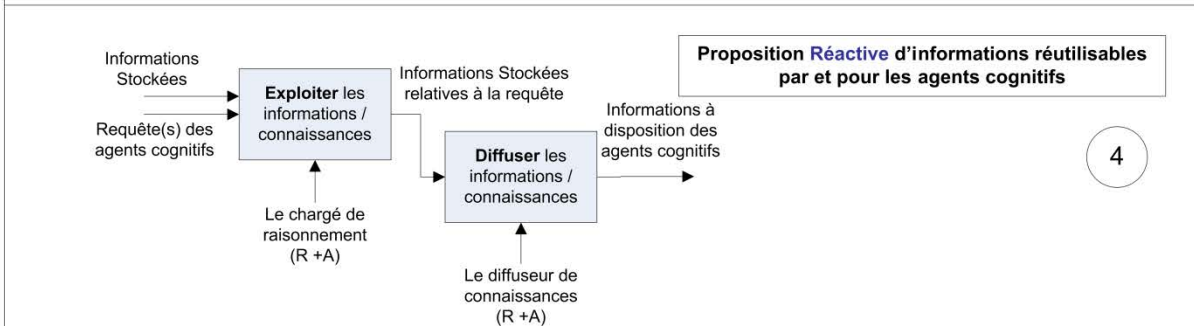 Informations
Stockées
Requête(s) des
agents cognitifs
Exploiter les
informations /
connaissances
Le chargé de
raisonnement
(R +A)
Informations Stockées
relatives à la requête
Diffuser les
informations /
connaissances
Le diffuseur de
connaissances
(R +A)
Informations à
disposition des
agents cognitifs
Proposition Réactive d’informations réutilisables
par et pour les agents cognitifs
4